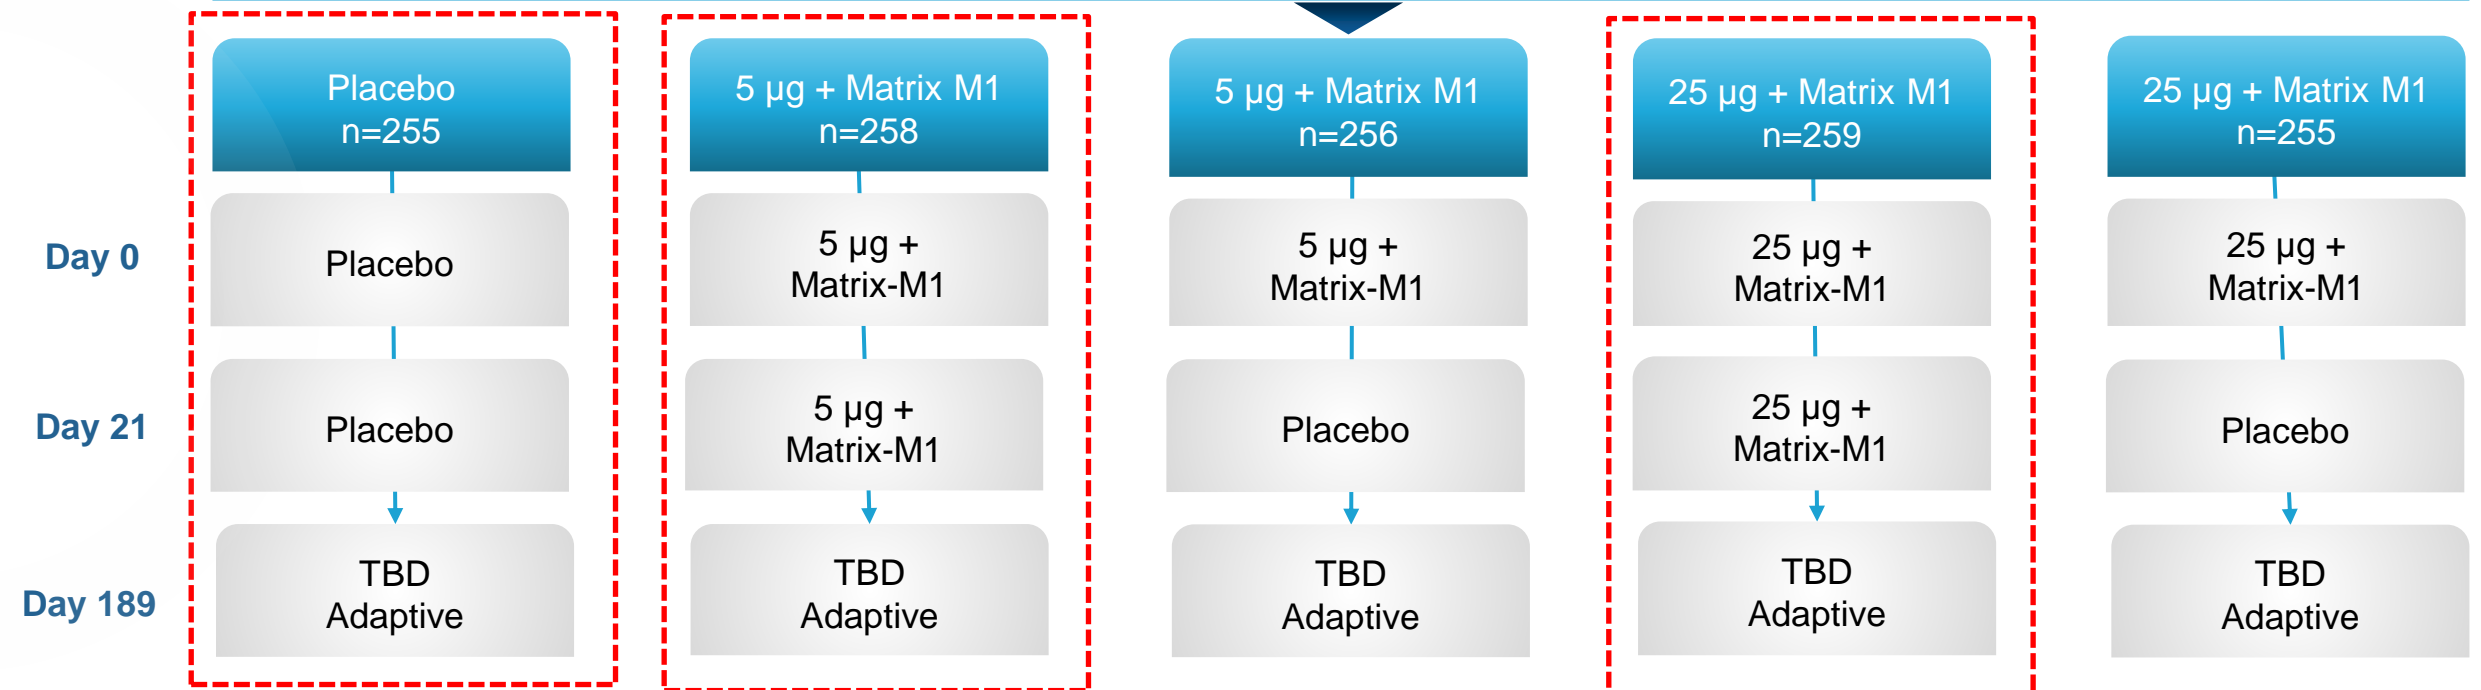 Placebo
n=255
5 µg + Matrix M1
n=258
5 µg + Matrix M1
n=256
25 µg + Matrix M1
n=259
25 µg + Matrix M1
n=255
Day 0
Placebo
5 µg +
Matrix-M1
5 µg +
Matrix-M1
25 µg +
Matrix-M1
25 µg +
Matrix-M1
Day 21
Placebo
5 µg +
Matrix-M1
Placebo
25 µg +
Matrix-M1
Placebo
Day 189
TBD
Adaptive
TBD
Adaptive
TBD
Adaptive
TBD
Adaptive
TBD
Adaptive